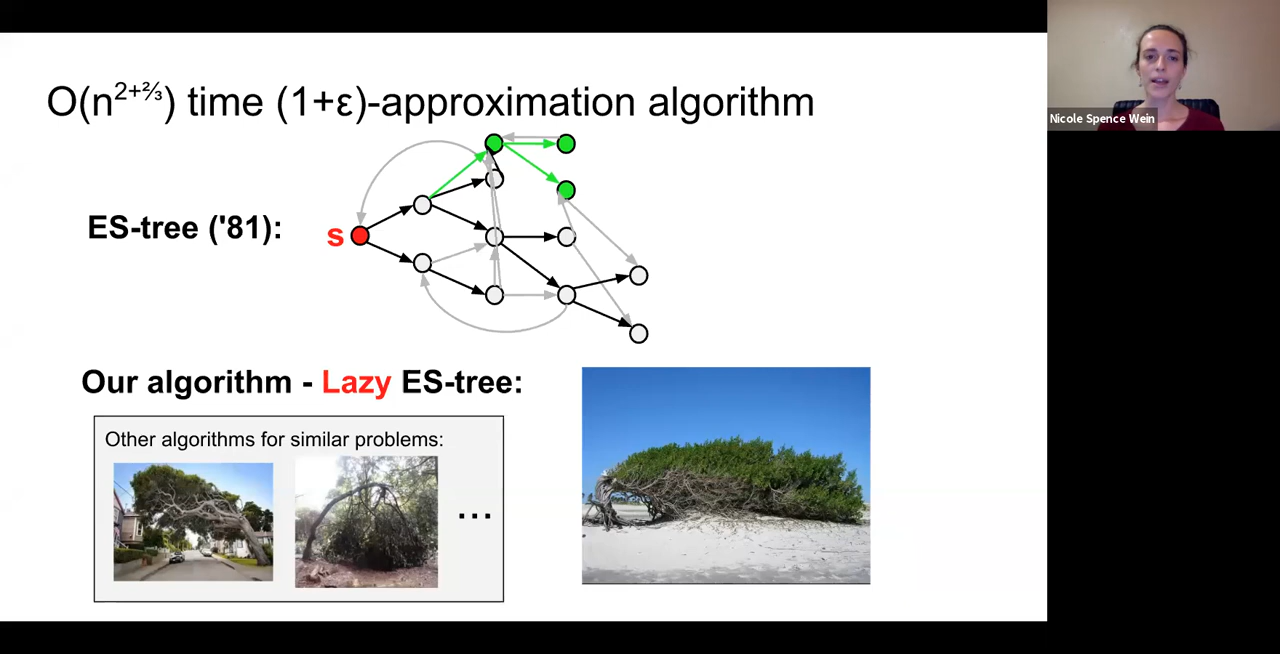 O(n²⁺⅔) time (1+ε)-approximation algorithm
ES-tree ('81):
s
Our algorithm - Lazy ES-tree:
Other algorithms for similar problems:
...
Nicole Spence Wein